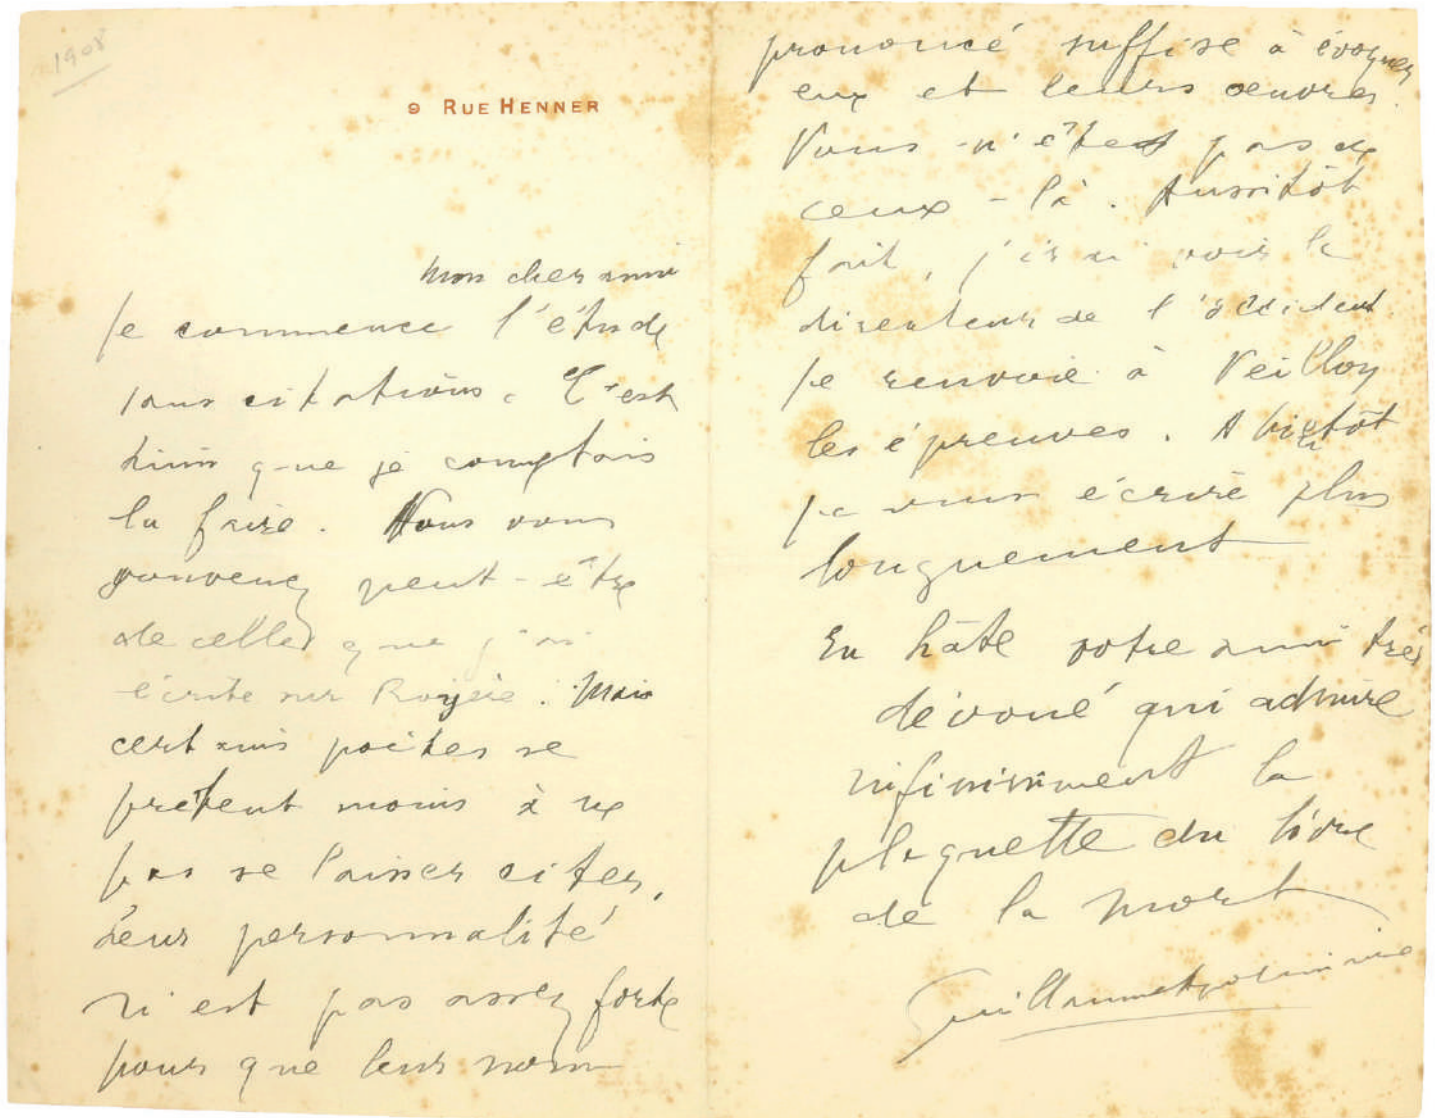 1908
9 RUE HENNER
Mon cher ami
Je commence l'étude
sans citations. C'est
ainsi que je comptais
la faire. Vous vous
souvenez peut-être
de celle que j'ai
écrite sur Royère. Mais
certains poètes se
prêtent moins à ne
pas se laisser citer,
Leur personnalité
n'est pas assez forte
pour que leur nom
prononcé suffise à évoquer
eux et leurs œuvres.
Vous n'êtes pas de
ceux-là. Aussitôt
fait, j'irai voir le
directeur de l'Occident
Je renvoie à
les épreuves. A bientôt
je vous écrirai plus
longuement
En hâte votre ami très
dévoué qui admire
infiniment la
plaquette du livre
de la mort
Guillaume Apollinaire